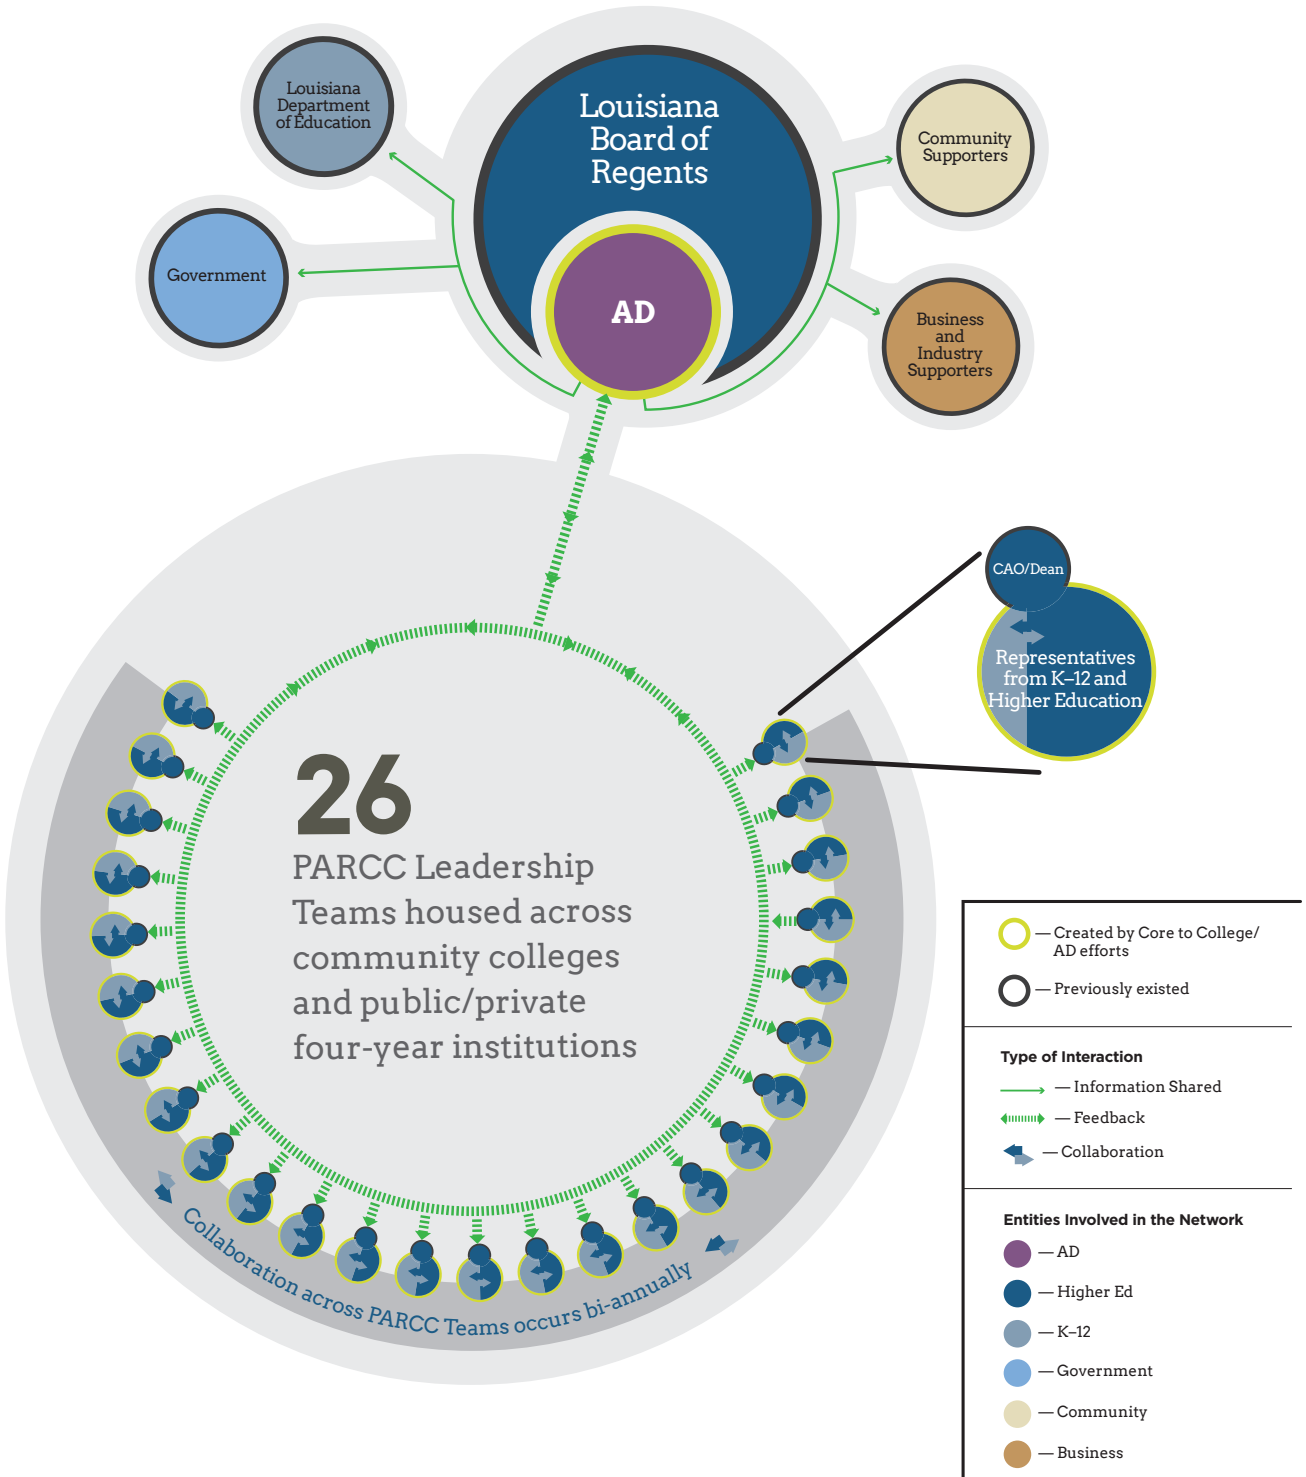 Louisiana
Department
of Education
Louisiana
Board of
Regents
Community
Supporters
Government
AD
Business
and
Industry
Supporters
CAO/Dean
Representatives
from K–12 and
Higher Education
26
PARCC Leadership
Teams housed across
community colleges
and public/private
four-year institutions
Collaboration across PARCC Teams occurs bi-annually
— Created by Core to College/
AD efforts
— Previously existed
Type of Interaction
— Information Shared
— Feedback
— Collaboration
Entities Involved in the Network
— AD
— Higher Ed
— K–12
— Government
— Community
— Business